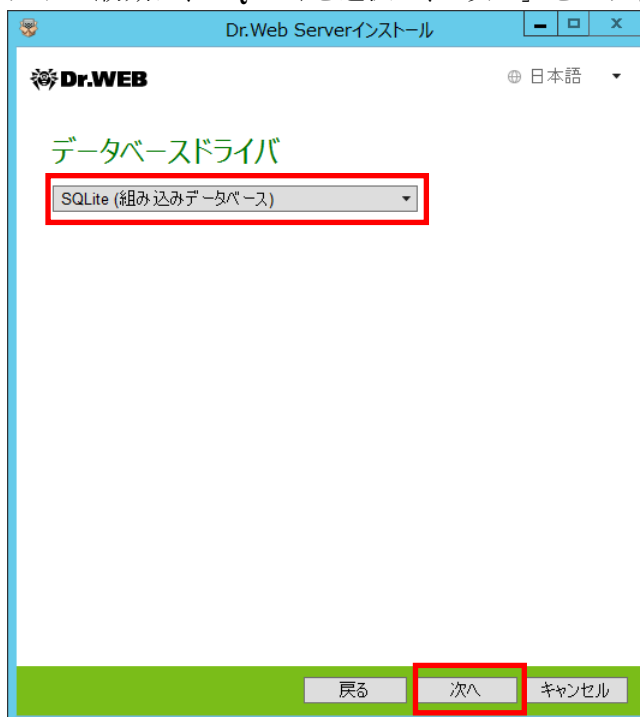 Dr.Web Serverインストール
Dr.WEB
日本語
データベースドライバ
SQLite (組み込みデータベース)
戻る
次へ
キャンセル